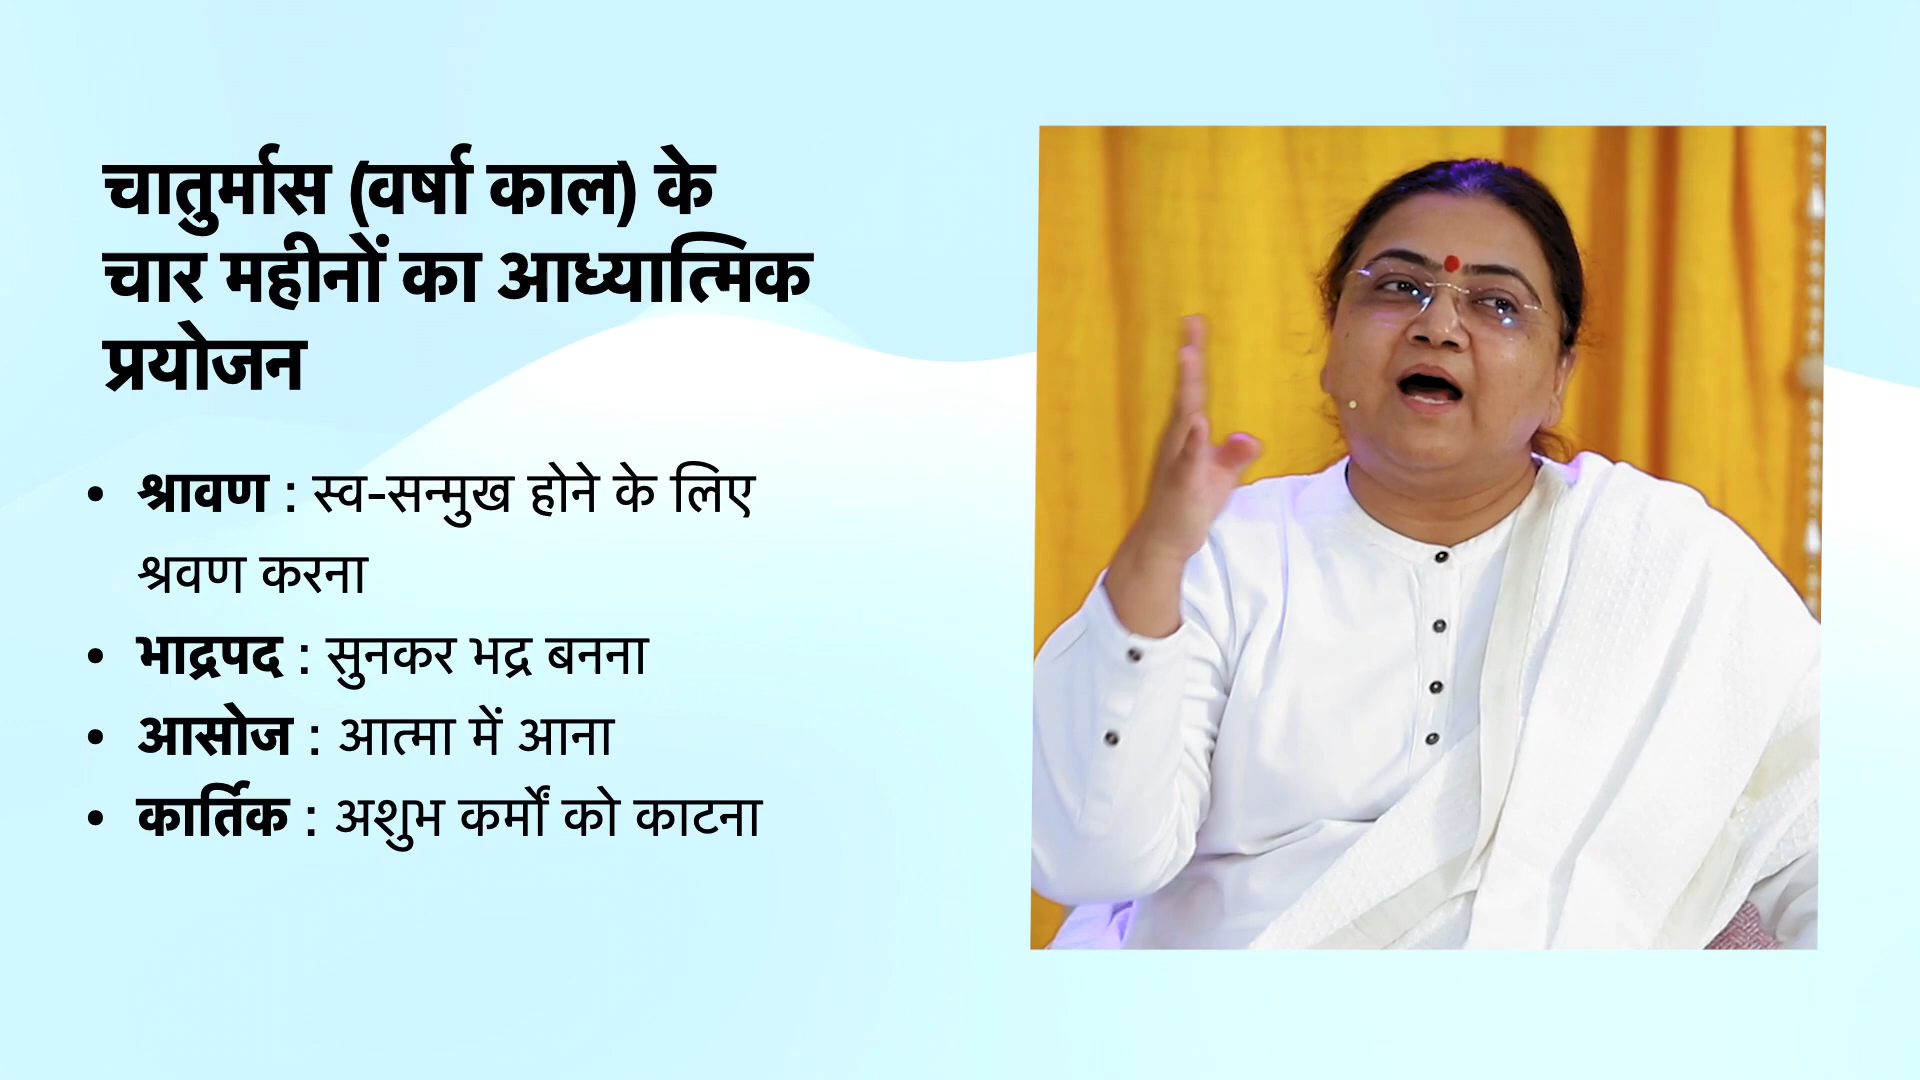 चातुर्मास (वर्षा काल) के
चार महीनों का आध्यात्मिक
प्रयोजन
• श्रावण : स्व-सन्मुख होने के लिए
श्रवण करना
• भाद्रपद : सुनकर भद्र बनना
• आसोज : आत्मा में आना
• कार्तिक : अशुभ कर्मों को काटना